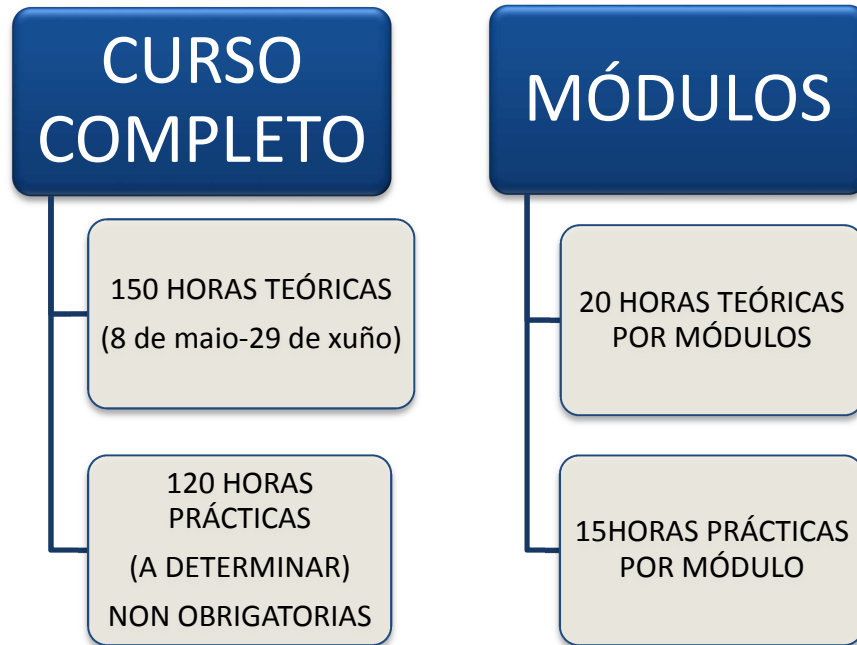 CURSO
COMPLETO
150 HORAS TEÓRICAS
(8 de maio-29 de xuño)
120 HORAS
PRÁCTICAS
(A DETERMINAR)
NON OBRIGATORIAS
MÓDULOS
20 HORAS TEÓRICAS
POR MÓDULOS
15HORAS PRÁCTICAS
POR MÓDULO